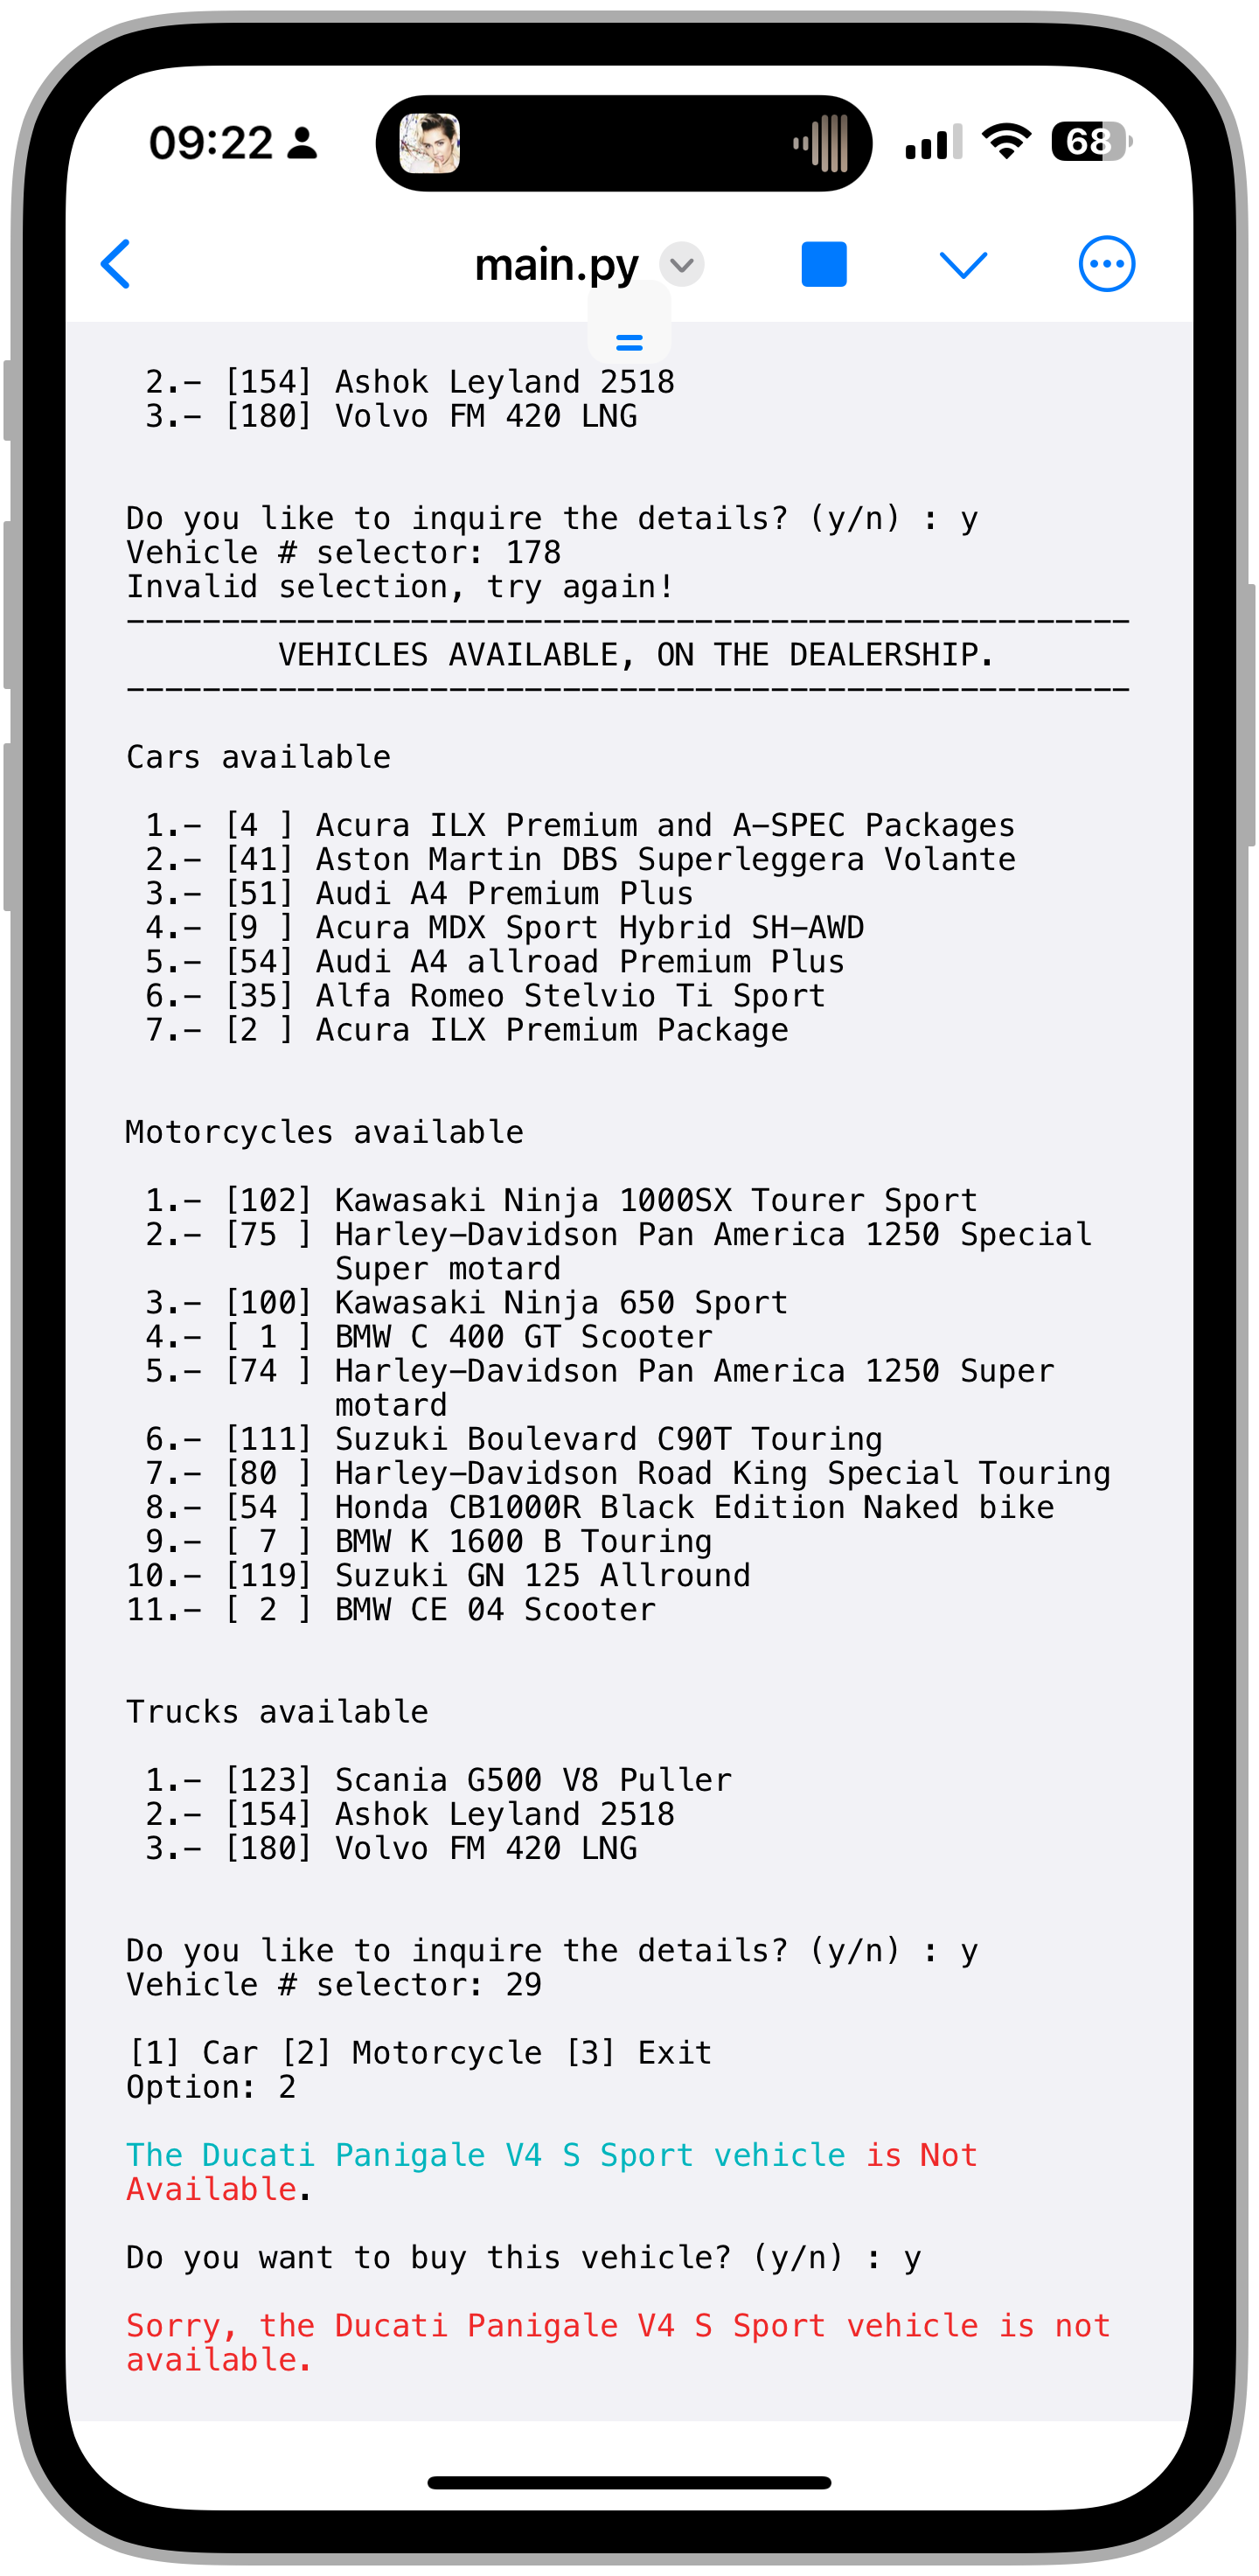 09:22
68
main.py
=
2.- [154] Ashok Leyland 2518
3.- [180] Volvo FM 420 LNG
Do you like to inquire the details? (y/n) : y
Vehicle # selector: 178
Invalid selection, try again!
-----------------------------------------------------
VEHICLES AVAILABLE, ON THE DEALERSHIP.
-----------------------------------------------------
Cars available
1.- [4 ] Acura ILX Premium and A-SPEC Packages
2.- [41] Aston Martin DBS Superleggera Volante
3.- [51] Audi A4 Premium Plus
4.- [9 ] Acura MDX Sport Hybrid SH-AWD
5.- [54] Audi A4 allroad Premium Plus
6.- [35] Alfa Romeo Stelvio Ti Sport
7.- [2 ] Acura ILX Premium Package
Motorcycles available
1.- [102] Kawasaki Ninja 1000SX Tourer Sport
2.- [75 ] Harley-Davidson Pan America 1250 Special
Super motard
3.- [100] Kawasaki Ninja 650 Sport
4.- [ 1 ] BMW C 400 GT Scooter
5.- [74 ] Harley-Davidson Pan America 1250 Super
motard
6.- [111] Suzuki Boulevard C90T Touring
7.- [80 ] Harley-Davidson Road King Special Touring
8.- [54 ] Honda CB1000R Black Edition Naked bike
9.- [ 7 ] BMW K 1600 B Touring
10.- [119] Suzuki GN 125 Allround
11.- [ 2 ] BMW CE 04 Scooter
Trucks available
1.- [123] Scania G500 V8 Puller
2.- [154] Ashok Leyland 2518
3.- [180] Volvo FM 420 LNG
Do you like to inquire the details? (y/n) : y
Vehicle # selector: 29
[1] Car [2] Motorcycle [3] Exit
Option: 2
The Ducati Panigale V4 S Sport vehicle is Not
Available.
Do you want to buy this vehicle? (y/n) : y
Sorry, the Ducati Panigale V4 S Sport vehicle is not
available.